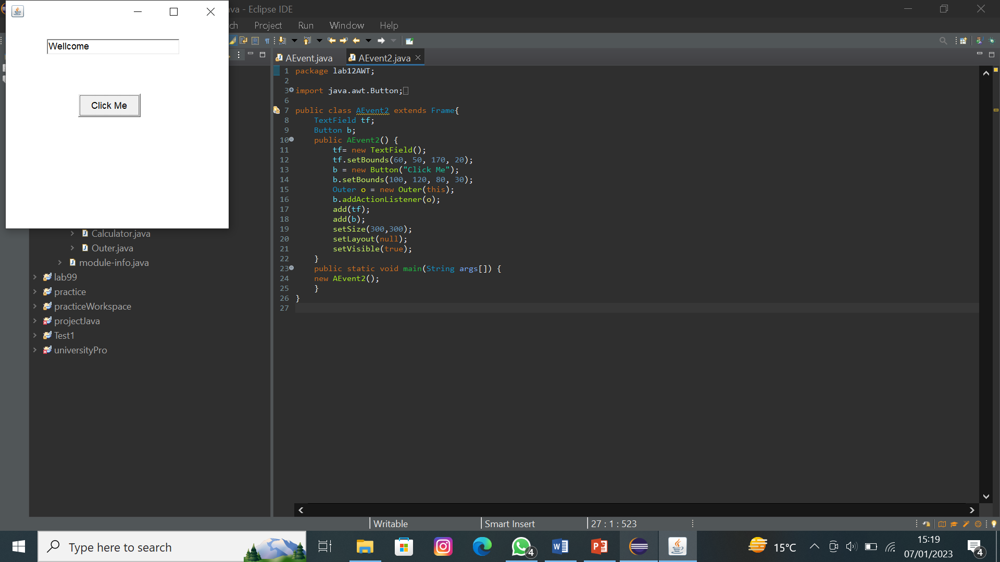 ava - Eclipse IDE
ch Project Run Window Help
Wellcome
Click Me
AEvent.java
AEvent2.java
1 package lab12AWT;
2
3 import java.awt.Button;
6
7 public class AEvent2 extends Frame{
8 TextField tf;
9 Button b;
10 public AEvent2() {
11 tf= new TextField();
12 tf.setBounds(60, 50, 170, 20);
13 b = new Button("Click Me");
14 b.setBounds(100, 120, 80, 30);
15 Outer o = new Outer(this);
16 b.addActionListener(o);
17 add(tf);
18 add(b);
19 setSize(300,300);
20 setLayout(null);
21 setVisible(true);
22 }
23 public static void main(String args[]) {
24 new AEvent2();
25 }
26 }
27
Calculator.java
Outer.java
module-info.java
lab99
practice
practiceWorkspace
projectJava
Test1
universityPro
Writable
Smart Insert
27 : 1 : 523
Type here to search
4
15°C
15:19
07/01/2023
4